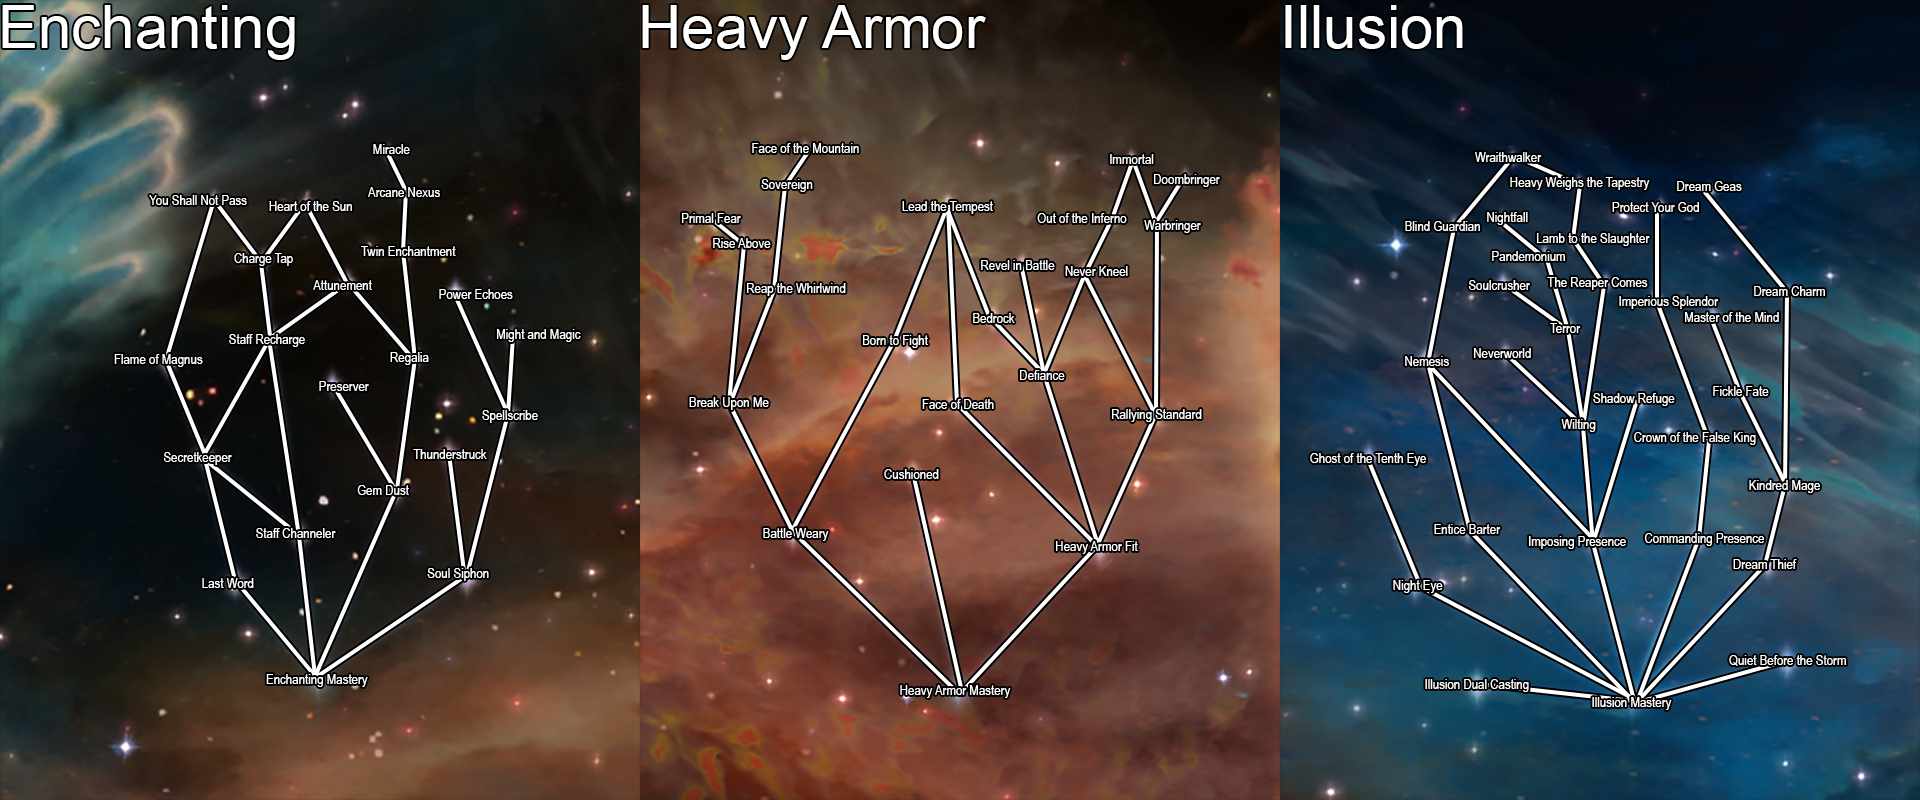 Enchanting
Miracle
Arcane Nexus
You Shall Not Pass
Heart of the Sun
Twin Enchantment
Charge Tap
Attunement
Power Echoes
Might and Magic
Staff Recharge
Regalia
Flame of Magnus
Preserver
Spellscribe
Thunderstruck
Secretkeeper
Gem Dust
Staff Channeler
Soul Siphon
Last Word
Enchanting Mastery
Heavy Armor
Face of the Mountain
Immortal
Doombringer
Sovereign
Lead the Tempest
Primal Fear
Out of the Inferno
Warbringer
Rise Above
Revel in Battle
Never Kneel
Reap the Whirlwind
Bedrock
Born to Fight
Defiance
Break Upon Me
Face of Death
Rallying Standard
Cushioned
Battle Weary
Heavy Armor Fit
Heavy Armor Mastery
Illusion
Wraithwalker
Heavy Weighs the Tapestry
Dream Geas
Protect Your God
Nightfall
Blind Guardian
Lamb to the Slaughter
Pandemonium
The Reaper Comes
Soulcrusher
Dream Charm
Imperious Splendor
Master of the Mind
Terror
Neverworld
Nemesis
Fickle Fate
Shadow Refuge
Wilting
Crown of the False King
Ghost of the Tenth Eye
Kindred Mage
Entice Barter
Imposing Presence
Commanding Presence
Dream Thief
Night Eye
Quiet Before the Storm
Illusion Dual Casting
Illusion Mastery